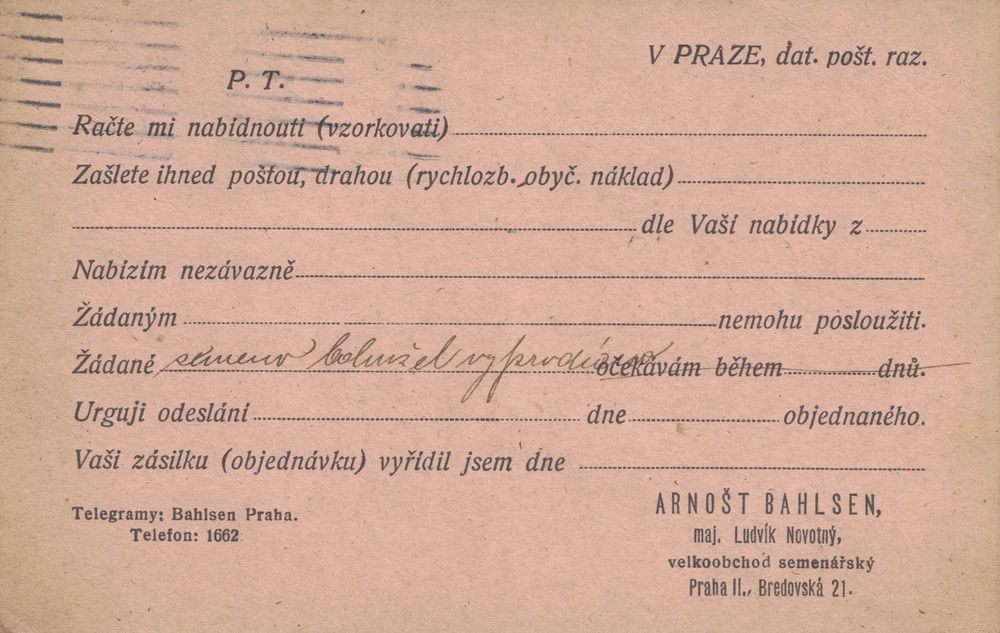 V PRAZE, dat. pošt. raz.
P. T.
Račte mi nabídnouti (vzorkovati)
Zašlete ihned poštou, drahou (rychlozb. obyč. náklad)
dle Vaší nabídky z
Nabízím nezávazně
Žádaným nemohu posloužiti.
Žádané semeno bohužel vyprodáno očekávám během dnů.
Urguji odeslání dne objednaného.
Vaši zásilku (objednávku) vyřídil jsem dne
Telegramy: Bahlsen Praha.
Telefon: 1662
ARNOŠT BAHLSEN,
maj. Ludvík Novotný,
velkoobchod semenářský
Praha II., Bredovská 21.